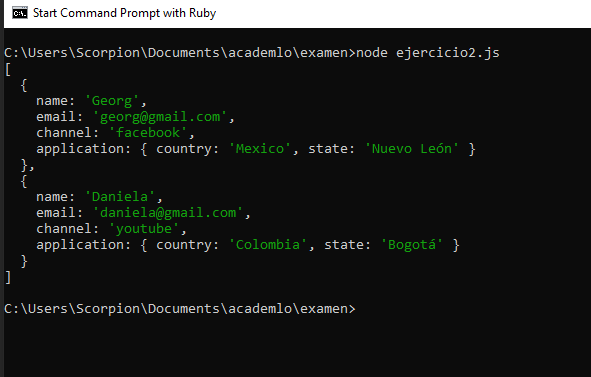 Start Command Prompt with Ruby
C:\Users\Scorpion\Documents\academlo\examen>node ejercicio2.js
[
  {
    name: 'Georg',
    email: 'georg@gmail.com',
    channel: 'facebook',
    application: { country: 'Mexico', state: 'Nuevo León' }
  },
  {
    name: 'Daniela',
    email: 'daniela@gmail.com',
    channel: 'youtube',
    application: { country: 'Colombia', state: 'Bogotá' }
  }
]
C:\Users\Scorpion\Documents\academlo\examen>